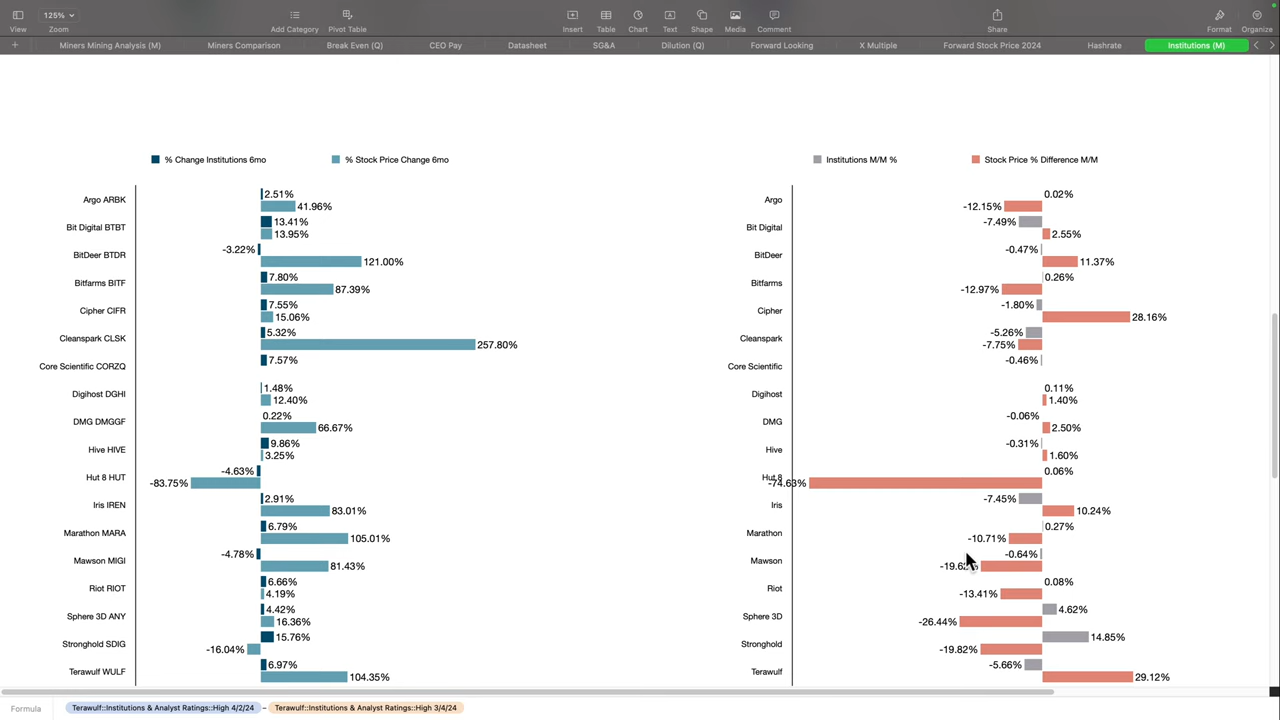 125%
View
Zoom
Add Category
Pivot Table
Insert
Table
Chart
Text
Shape
Media
Comment
Share
Format
Organize
Miners Mining Analysis (M)
Miners Comparison
Break Even (Q)
CEO Pay
Datasheet
SG&A
Dilution (Q)
Forward Looking
X Multiple
Forward Stock Price 2024
Hashrate
Institutions (M)
% Change Institutions 6mo
% Stock Price Change 6mo
Argo ARBK
2.51%
41.96%
Bit Digital BTBT
13.41%
13.95%
BitDeer BTDR
-3.22%
121.00%
Bitfarms BITF
7.80%
87.39%
Cipher CIFR
7.55%
15.06%
Cleanspark CLSK
5.32%
257.80%
Core Scientific CORZQ
7.57%
Digihost DGHI
1.48%
12.40%
DMG DMGGF
0.22%
66.67%
Hive HIVE
9.86%
3.25%
Hut 8 HUT
-4.63%
-83.75%
Iris IREN
2.91%
83.01%
Marathon MARA
6.79%
105.01%
Mawson MIGI
-4.78%
81.43%
Riot RIOT
6.66%
4.19%
Sphere 3D ANY
4.42%
16.36%
Stronghold SDIG
15.76%
-16.04%
Terawulf WULF
6.97%
104.35%
Institutions M/M %
Stock Price % Difference M/M
Argo
0.02%
-12.15%
Bit Digital
-7.49%
2.55%
BitDeer
-0.47%
11.37%
Bitfarms
0.26%
-12.97%
Cipher
-1.80%
28.16%
Cleanspark
-5.26%
-7.75%
Core Scientific
-0.46%
Digihost
0.11%
1.40%
DMG
-0.06%
2.50%
Hive
-0.31%
1.60%
Hut 8
0.06%
-74.63%
Iris
-7.45%
10.24%
Marathon
0.27%
-10.71%
Mawson
-0.64%
Riot
0.08%
-13.41%
Sphere 3D
4.62%
-26.44%
Stronghold
14.85%
-19.82%
Terawulf
-5.66%
29.12%
Formula
Terawulf::Institutions & Analyst Ratings::High 4/2/24 – Terawulf::Institutions & Analyst Ratings::High 3/4/24